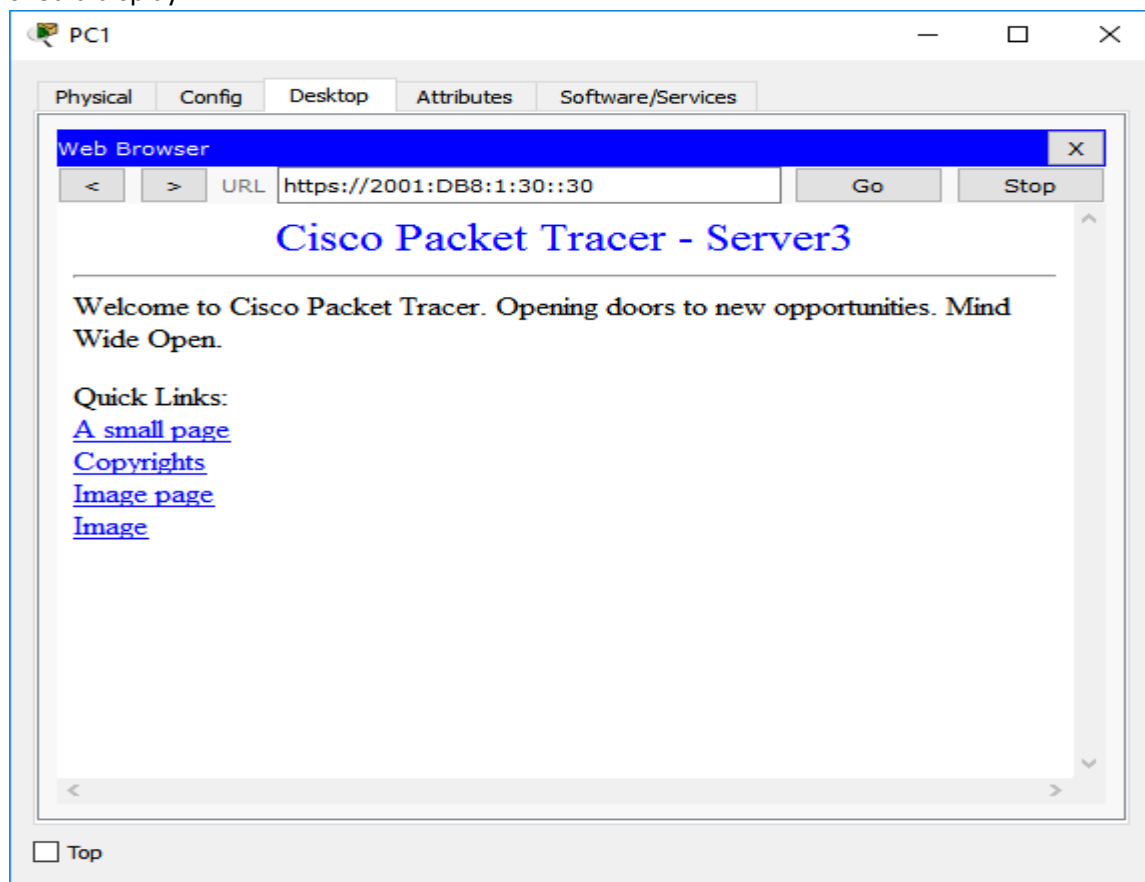 PC1
Physical Config Desktop Attributes Software/Services
Web Browser X
< > URL https://2001:DB8:1:30::30 Go Stop
Cisco Packet Tracer - Server3
Welcome to Cisco Packet Tracer. Opening doors to new opportunities. Mind
Wide Open.
Quick Links:
A small page
Copyrights
Image page
Image
Top